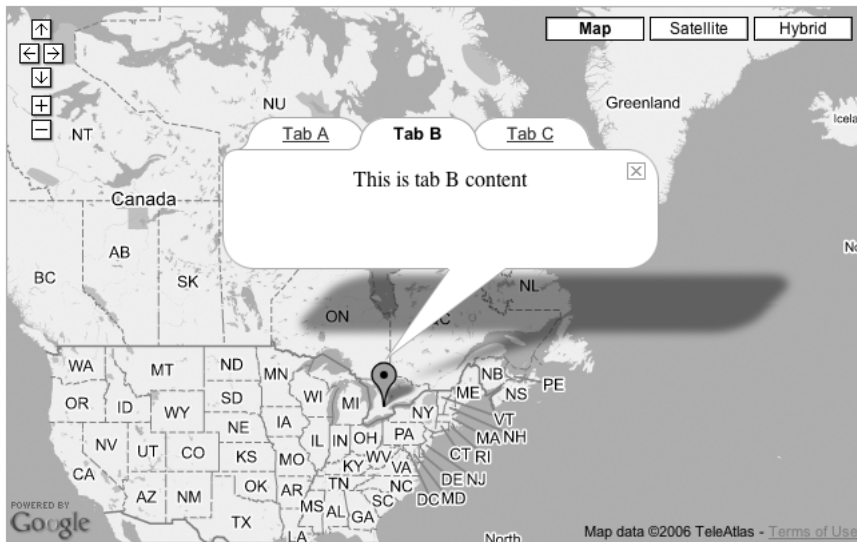 Map Satellite Hybrid
Greenland
NU
NT
Tab A Tab B Tab C
This is tab B content
Canada
AB
BC
SK
NL
ON
WA
MT
ND
MN
NB
PE
OR
ID
SD
WI
MI
ME
NS
WY
NE
IA
NY
VT
NV
UT
CO
IL
IN
OH
PA
MA NH
CA
KS
MO
KY
WV
VA
CT RI
AZ
NM
OK
AR
TN
NC
DE NJ
MS
AL
GA
SC
DC MD
TX
LA
POWERED BY
Google
North
Map data ©2006 TeleAtlas - Terms of Use